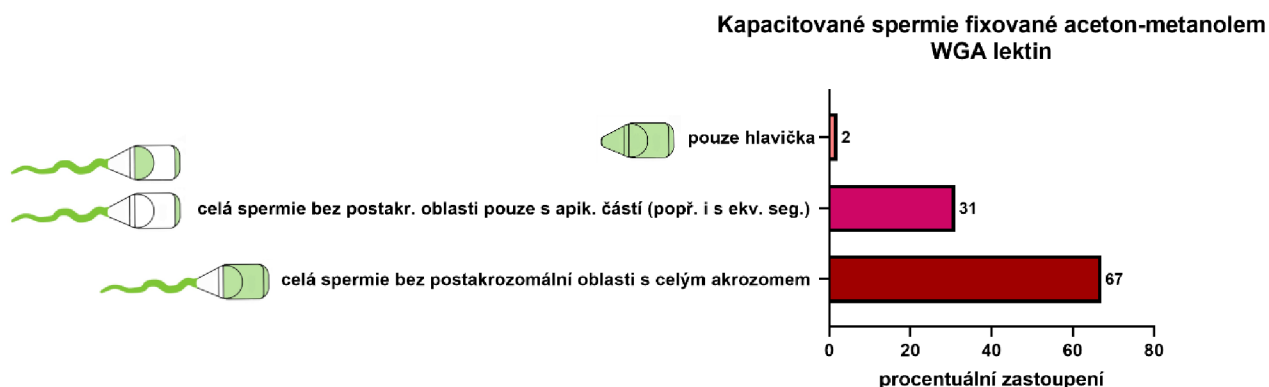 Kapacitované spermie fixované aceton-metanolem
WGA lektin
pouze hlavička
2
celá spermie bez postakr. oblasti pouze s apik. částí (popř. i s ekv. seg.)
31
celá spermie bez postakrozomální oblasti s celým akrozomem
67
0 20 40 60 80
procentuální zastoupení